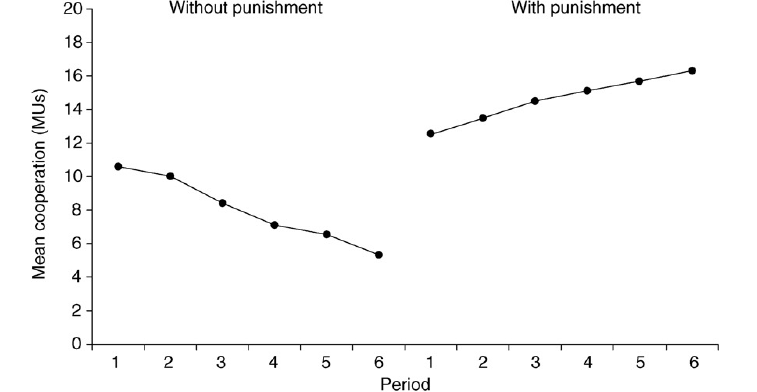 Without punishment
With punishment
20
18
16
14
12
10
8
6
4
2
0
Mean cooperation (MUs)
1 2 3 4 5 6 1 2 3 4 5 6
Period